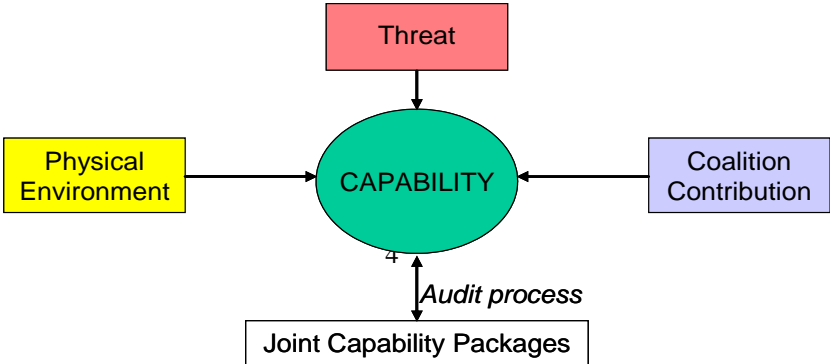 Threat
Physical
Environment
CAPABILITY
Coalition
Contribution
4
Audit process
Joint Capability Packages